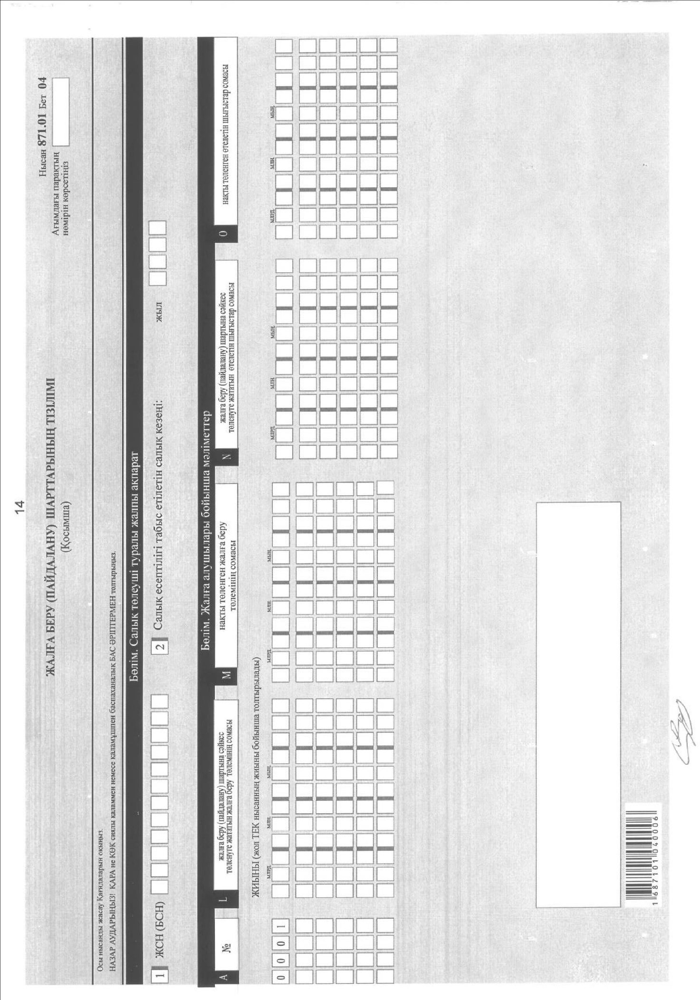 14
Нысан 871.01 Бет 04
ЖАЛҒА БЕРУ (ПАЙДАЛАНУ) ШАРТТАРЫНЫҢ ТІЗІЛІМІ
(Қосымша)
Ағымдағы парақтың
нөмірін көрсетіңіз
Осы нысанды жасау Қағидаларын оқыңыз.
НАЗАР АУДАРЫҢЫЗ! ҚАРА не КӨК сиялы қаламмен немесе қаламұшпен баспаханалық БАС ӘРІПТЕРМЕН толтырыңыз.
Бөлім. Салық төлеуші туралы жалпы ақпарат
1 ЖСН (БСН)
2 Салық есептілігі табыс етілетін салық кезеңі:
жыл
Бөлім. Жалға алушылары бойынша мәліметтер
A
№
L
жалға беру (пайдалану) шартына сәйкес
төленуге жататын жалға беру төлемінің сомасы
M
нақты төленген жалға беру
төлемінің сомасы
N
жалға беру (пайдалану) шартына сәйкес
төленуге жататын өтелетін шығыстар сомасы
O
нақты төленген өтелетін шығыстар сомасы
ЖИЫНЫ (жол ТЕК нысанның жиыны бойынша толтырылады)
МЛРД. МЛН. МЫҢ. МЛРД. МЛН. МЫҢ. МЛРД. МЛН. МЫҢ. МЛРД. МЛН. МЫҢ.
0 0 0 1
1 687101 040006